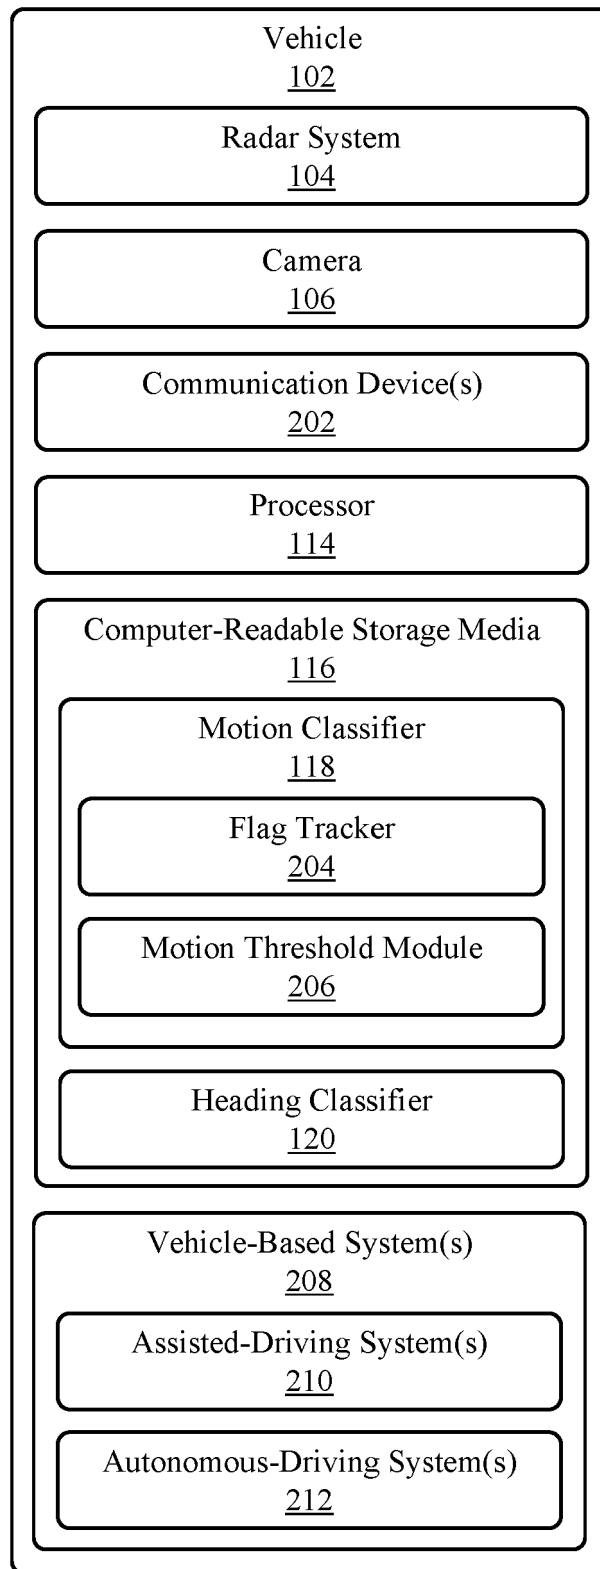 Vehicle
102
Radar System
104
Camera
106
Communication Device(s)
202
Processor
114
Computer-Readable Storage Media
116
Motion Classifier
118
Flag Tracker
204
Motion Threshold Module
206
Heading Classifier
120
Vehicle-Based System(s)
208
Assisted-Driving System(s)
210
Autonomous-Driving System(s)
212